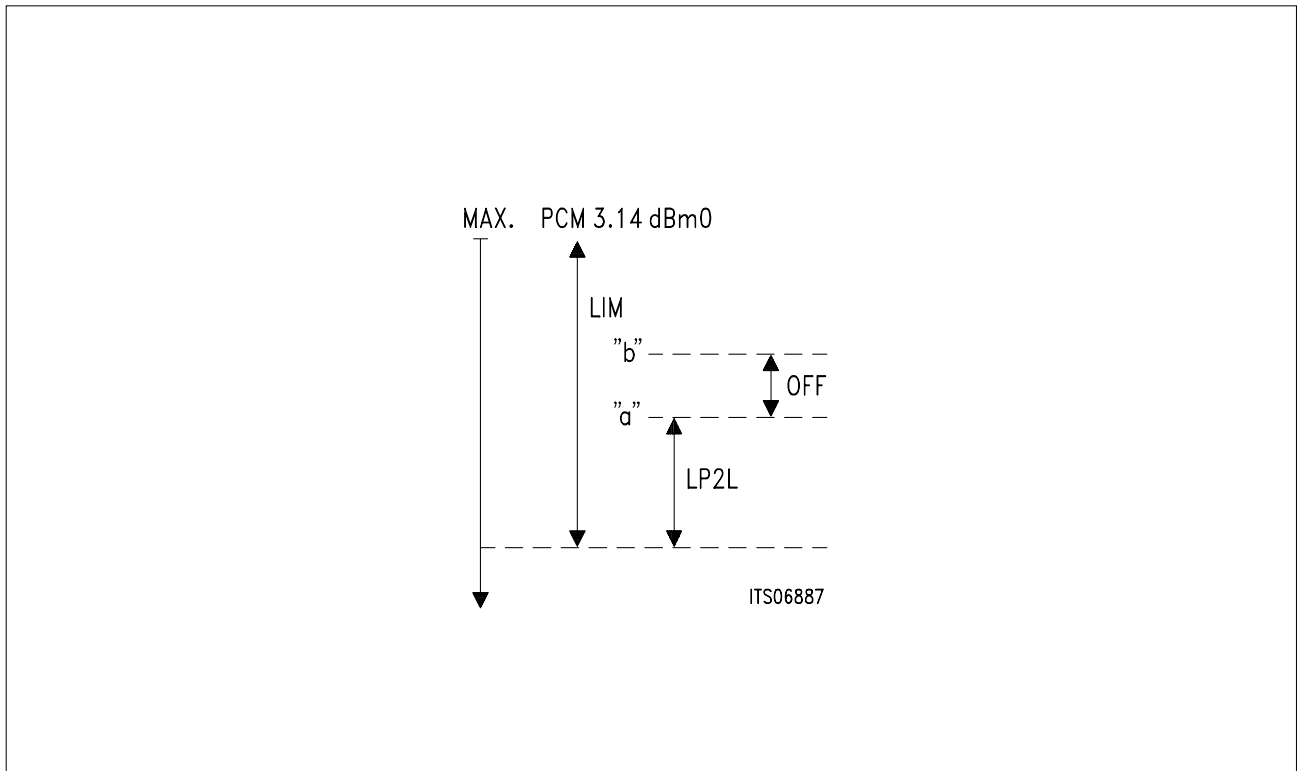 MAX. PCM 3.14 dBm0
LIM
"b"
OFF
"a"
LP2L
ITS06887